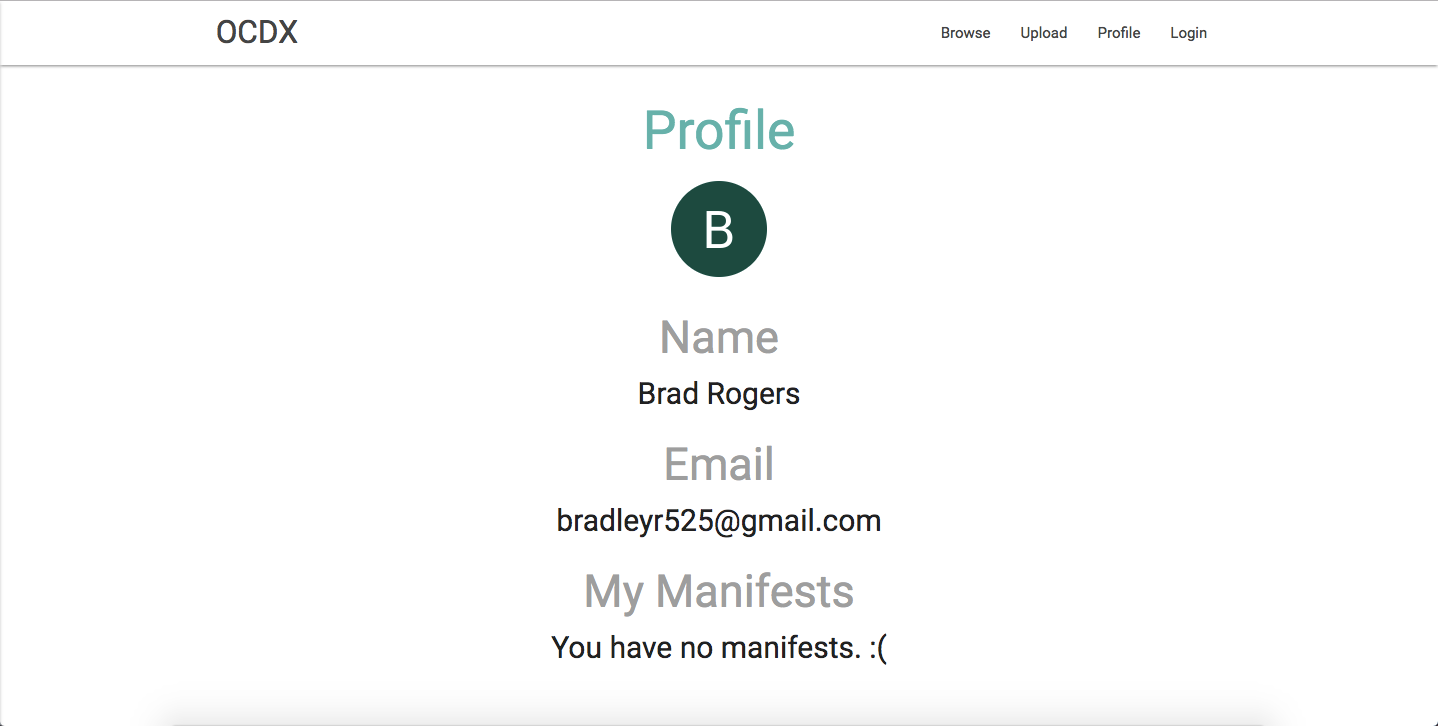 OCDX
Browse Upload Profile Login
Profile
B
Name
Brad Rogers
Email
bradleyr525@gmail.com
My Manifests
You have no manifests. :(